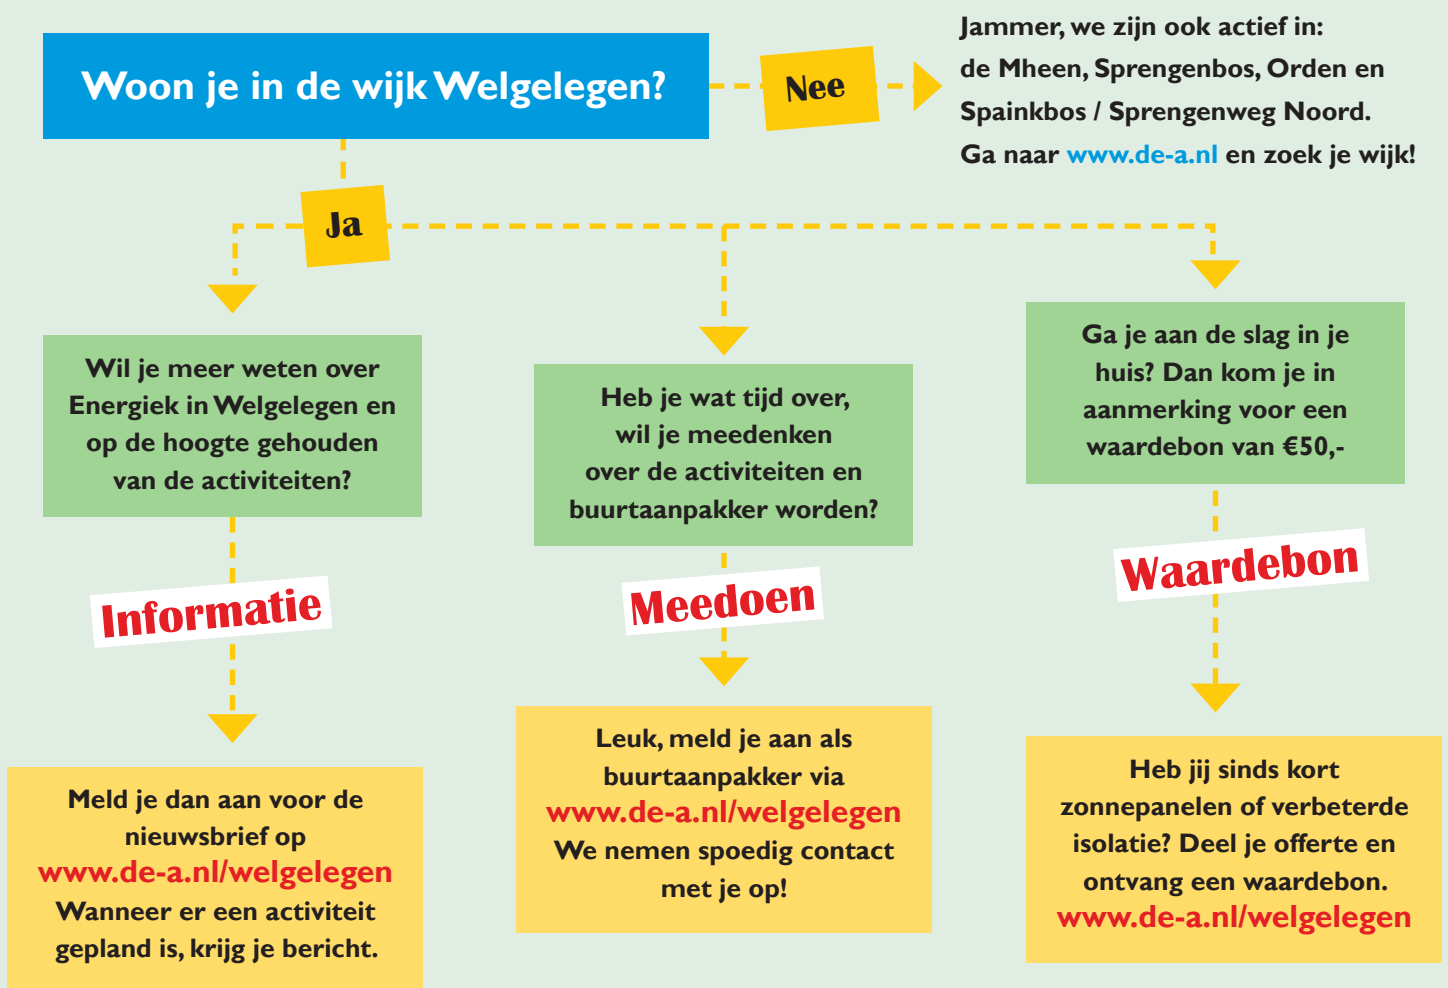 Woon je in de wijk Welgelegen?
Nee
Jammer, we zijn ook actief in:
de Mheen, Sprengenbos, Orden en
Spainkbos / Sprengenweg Noord.
Ga naar www.de-a.nl en zoek je wijk!
Ja
Wil je meer weten over
Energiek in Welgelegen en
op de hoogte gehouden
van de activiteiten?
Informatie
Meld je dan aan voor de
nieuwsbrief op
www.de-a.nl/welgelegen
Wanneer er een activiteit
gepland is, krijg je bericht.
Heb je wat tijd over,
wil je meedenken
over de activiteiten en
buurtaanpakker worden?
Meedoen
Leuk, meld je aan als
buurtaanpakker via
www.de-a.nl/welgelegen
We nemen spoedig contact
met je op!
Ga je aan de slag in je
huis? Dan kom je in
aanmerking voor een
waardebon van €50,-
Waardebon
Heb jij sinds kort
zonnepanelen of verbeterde
isolatie? Deel je offerte en
ontvang een waardebon.
www.de-a.nl/welgelegen